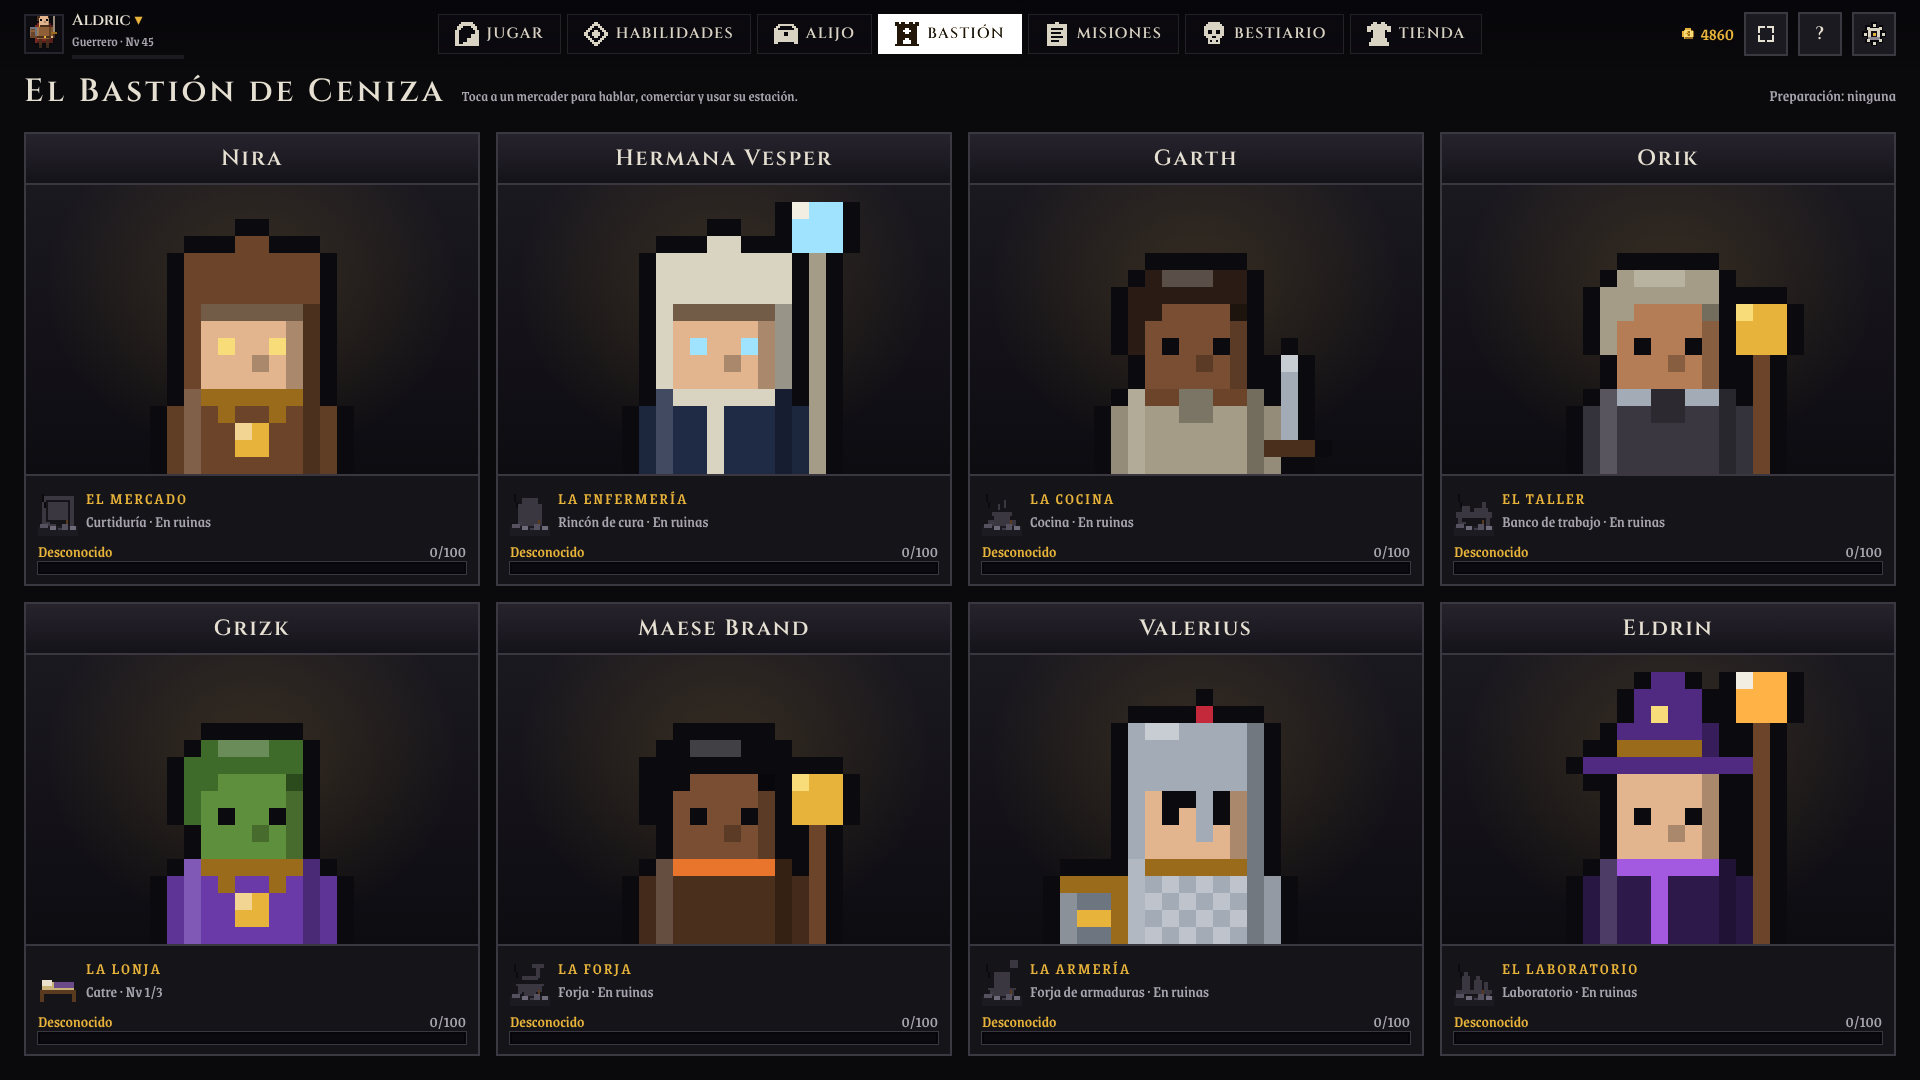 ALDRIC ▾
Guerrero · Nv 45
JUGAR
HABILIDADES
ALIJO
BASTIÓN
MISIONES
BESTIARIO
TIENDA
4860
?
EL BASTIÓN DE CENIZA
Toca a un mercader para hablar, comerciar y usar su estación.
Preparación: ninguna
NIRA
HERMANA VESPER
GARTH
ORIK
EL MERCADO
Curtiduría · En ruinas
Desconocido 0/100
LA ENFERMERÍA
Rincón de cura · En ruinas
Desconocido 0/100
LA COCINA
Cocina · En ruinas
Desconocido 0/100
EL TALLER
Banco de trabajo · En ruinas
Desconocido 0/100
GRIZK
MAESE BRAND
VALERIUS
ELDRIN
LA LONJA
Catre · Nv 1/3
Desconocido 0/100
LA FORJA
Forja · En ruinas
Desconocido 0/100
LA ARMERÍA
Forja de armaduras · En ruinas
Desconocido 0/100
EL LABORATORIO
Laboratorio · En ruinas
Desconocido 0/100